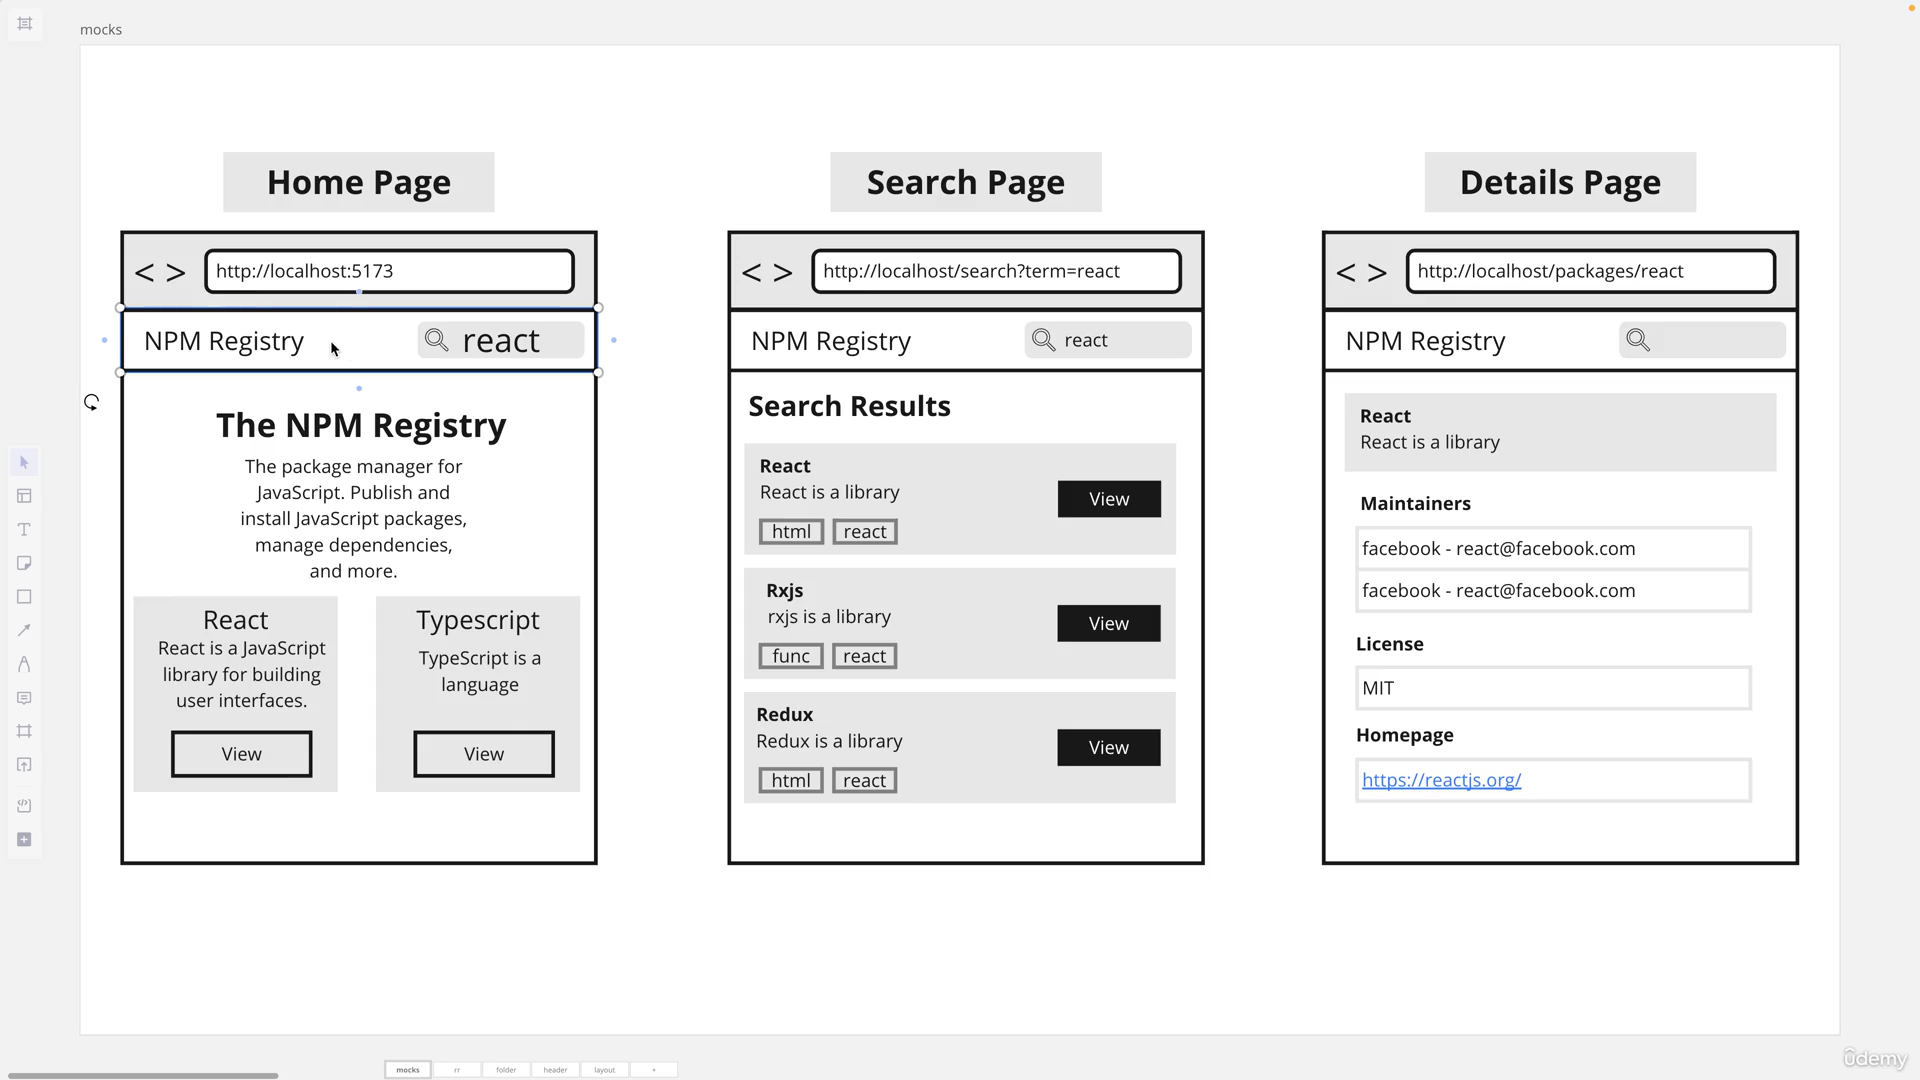 mocks
Home Page
< >
http://localhost:5173
NPM Registry
react
The NPM Registry
The package manager for
JavaScript. Publish and
install JavaScript packages,
manage dependencies,
and more.
React
React is a JavaScript
library for building
user interfaces.
View
Typescript
TypeScript is a
language
View
Search Page
< >
http://localhost/search?term=react
NPM Registry
react
Search Results
React
React is a library
html
react
View
Rxjs
rxjs is a library
func
react
View
Redux
Redux is a library
html
react
View
Details Page
< >
http://localhost/packages/react
NPM Registry
React
React is a library
Maintainers
facebook - react@facebook.com
facebook - react@facebook.com
License
MIT
Homepage
https://reactjs.org/
mocks
rr
folder
header
layout
+
ûdemy